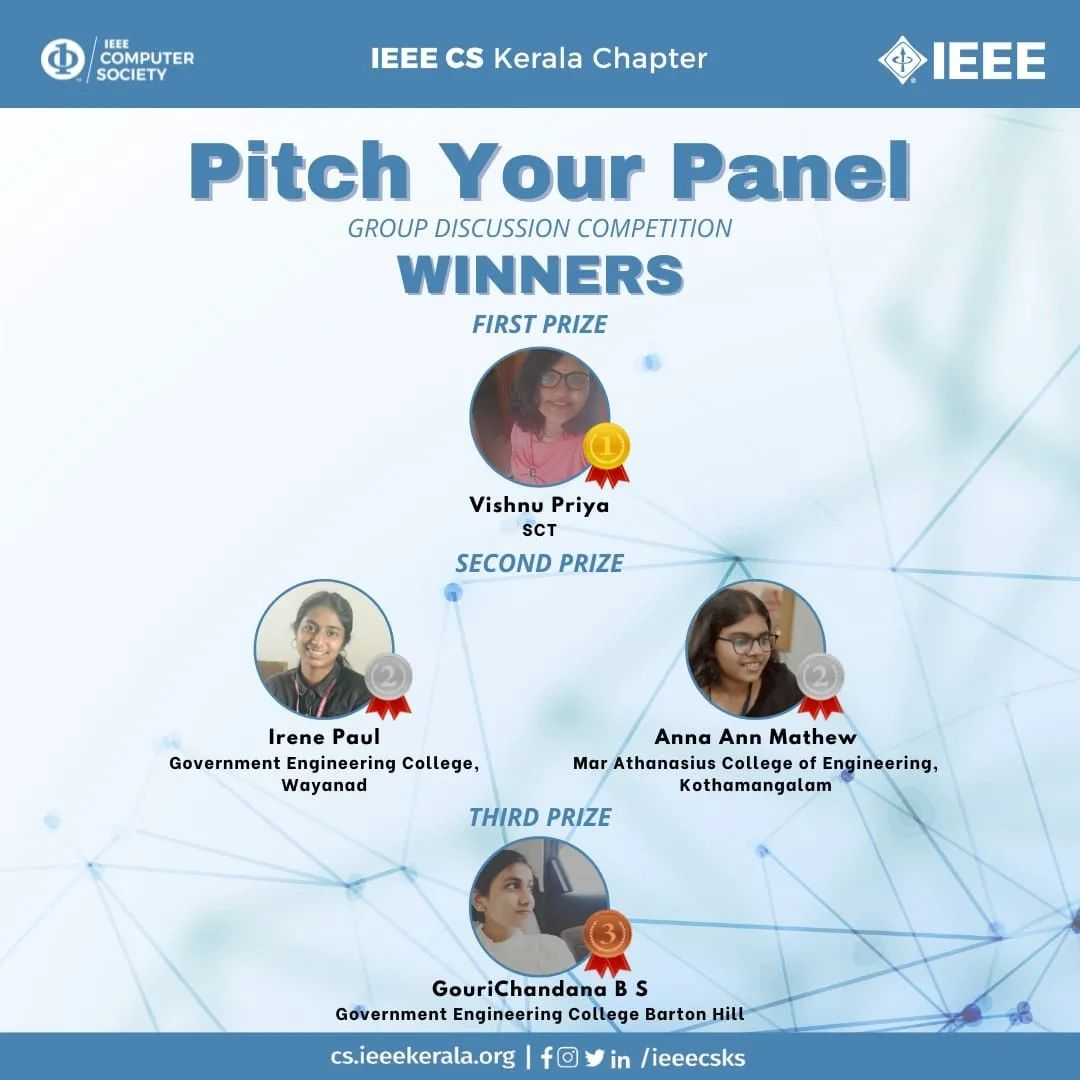 IEEE
COMPUTER
SOCIETY
IEEE CS Kerala Chapter
IEEE
Pitch Your Panel
GROUP DISCUSSION COMPETITION
WINNERS
FIRST PRIZE
1
Vishnu Priya
SCT
SECOND PRIZE
2
Irene Paul
Government Engineering College,
Wayanad
2
Anna Ann Mathew
Mar Athanasius College of Engineering,
Kothamangalam
THIRD PRIZE
3
GouriChandana B S
Government Engineering College Barton Hill
cs.ieeekerala.org | /ieeecsks